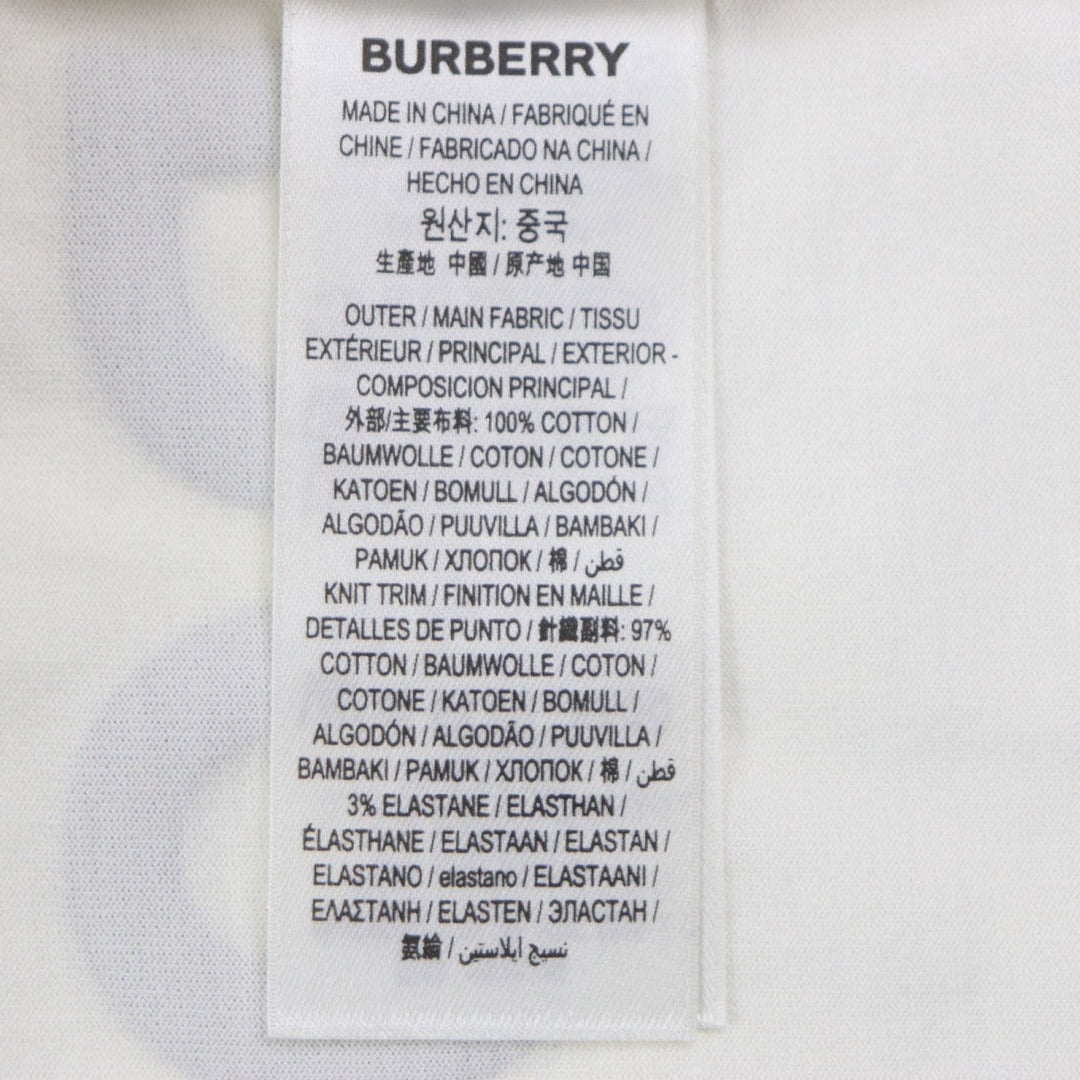 BURBERRY
MADE IN CHINA / FABRIQUÉ EN
CHINE / FABRICADO NA CHINA /
HECHO EN CHINA
원산지: 중국
生產地 中國 / 原产地 中国
OUTER / MAIN FABRIC / TISSU
EXTÉRIEUR / PRINCIPAL / EXTERIOR -
COMPOSICION PRINCIPAL /
外部/主要布料: 100% COTTON /
BAUMWOLLE / COTON / COTONE /
KATOEN / BOMULL / ALGODÓN /
ALGODÃO / PUUVILLA / BAMBAKI /
PAMUK / ХЛОПОК / 棉 / قطن
KNIT TRIM / FINITION EN MAILLE /
DETALLES DE PUNTO / 針織副料: 97%
COTTON / BAUMWOLLE / COTON /
COTONE / KATOEN / BOMULL /
ALGODÓN / ALGODÃO / PUUVILLA /
BAMBAKI / PAMUK / ХЛОПОК / 棉 / قطن
3% ELASTANE / ELASTHAN /
ÉLASTHANE / ELASTAAN / ELASTAN /
ELASTANO / elastano / ELASTAANI /
ΕΛΑΣΤΑΝΗ / ELASTEN / ЭЛАСТАН /
氨綸 / نسيج ايلاستين